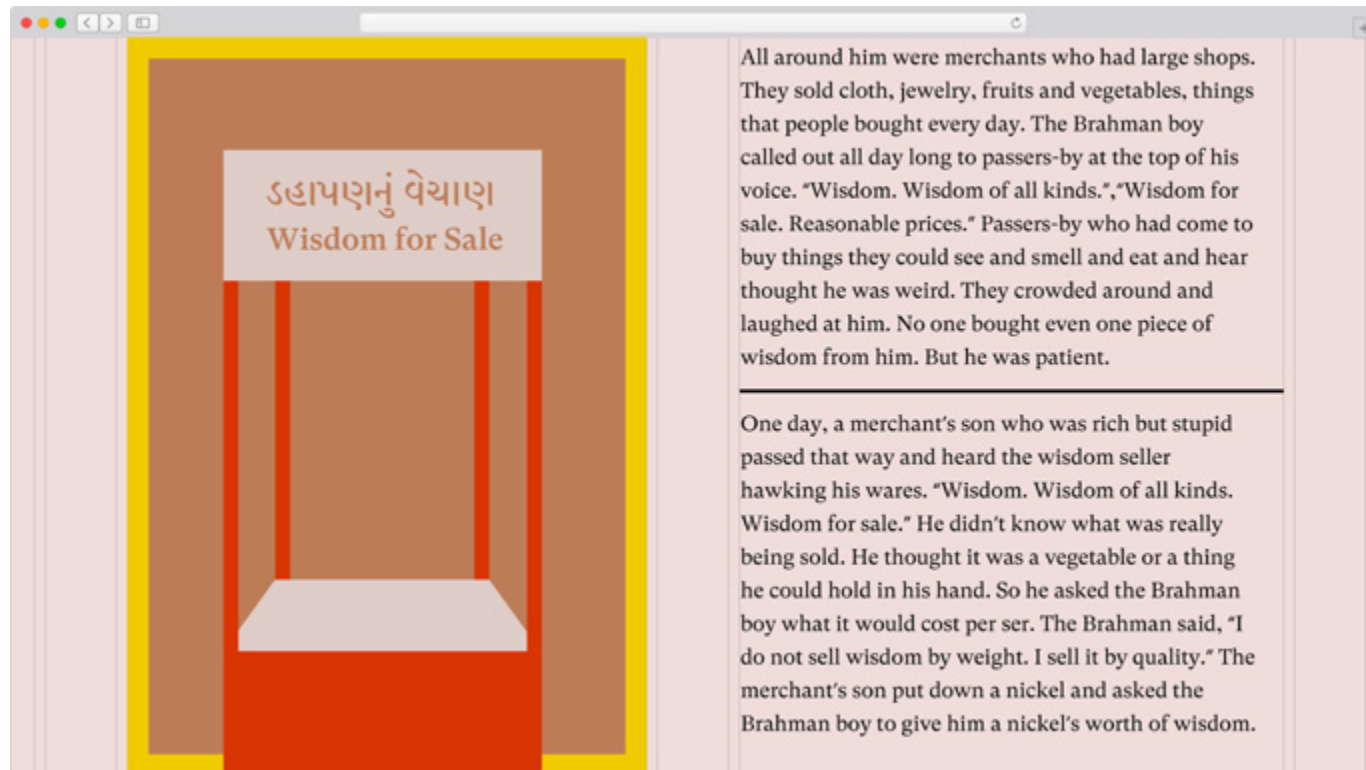 ડહાપણનું વેચાણ
Wisdom for Sale
All around him were merchants who had large shops.
They sold cloth, jewelry, fruits and vegetables, things
that people bought every day. The Brahman boy
called out all day long to passers-by at the top of his
voice. “Wisdom. Wisdom of all kinds.”,“Wisdom for
sale. Reasonable prices.” Passers-by who had come to
buy things they could see and smell and eat and hear
thought he was weird. They crowded around and
laughed at him. No one bought even one piece of
wisdom from him. But he was patient.
One day, a merchant’s son who was rich but stupid
passed that way and heard the wisdom seller
hawking his wares. “Wisdom. Wisdom of all kinds.
Wisdom for sale.” He didn’t know what was really
being sold. He thought it was a vegetable or a thing
he could hold in his hand. So he asked the Brahman
boy what it would cost per ser. The Brahman said, “I
do not sell wisdom by weight. I sell it by quality.” The
merchant’s son put down a nickel and asked the
Brahman boy to give him a nickel’s worth of wisdom.